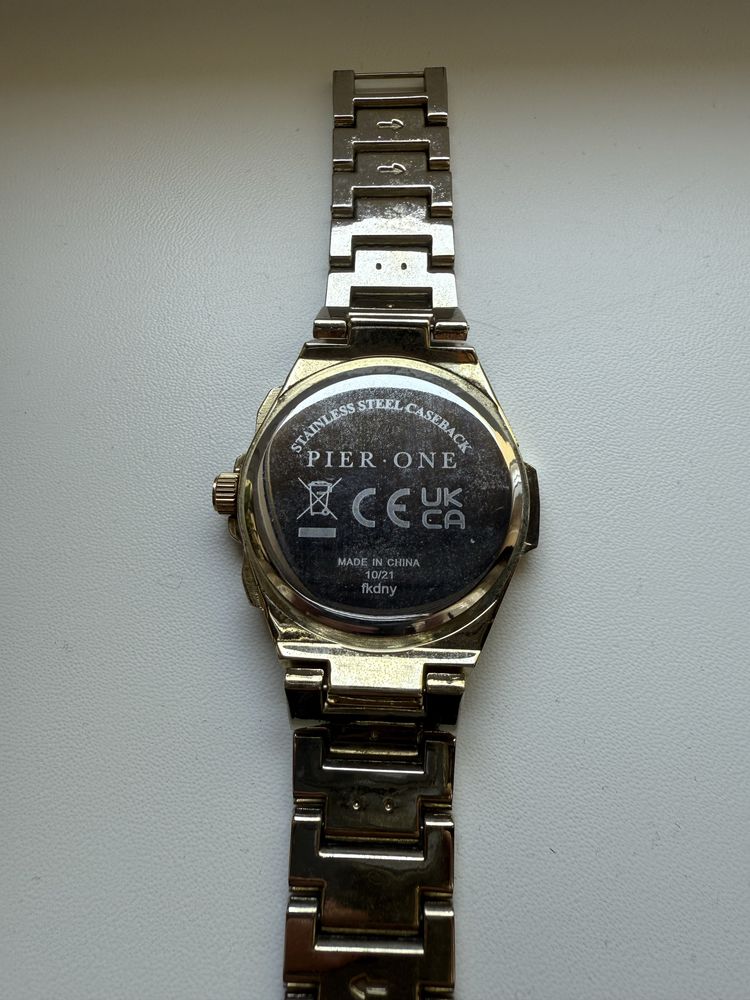 STAINLESS STEEL CASEBACK
PIER · ONE
CE UK
CA
MADE IN CHINA
10/21
fkdny